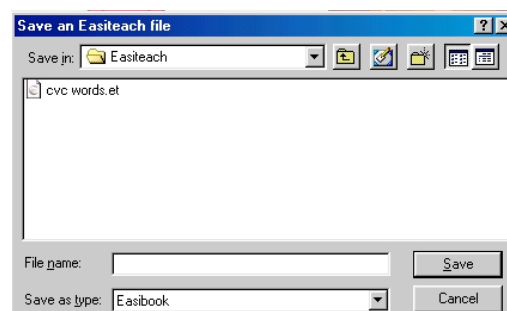 Save an Easiteach file
Save in: Easiteach
cvc words.et
File name:
Save
Save as type: Easibook
Cancel